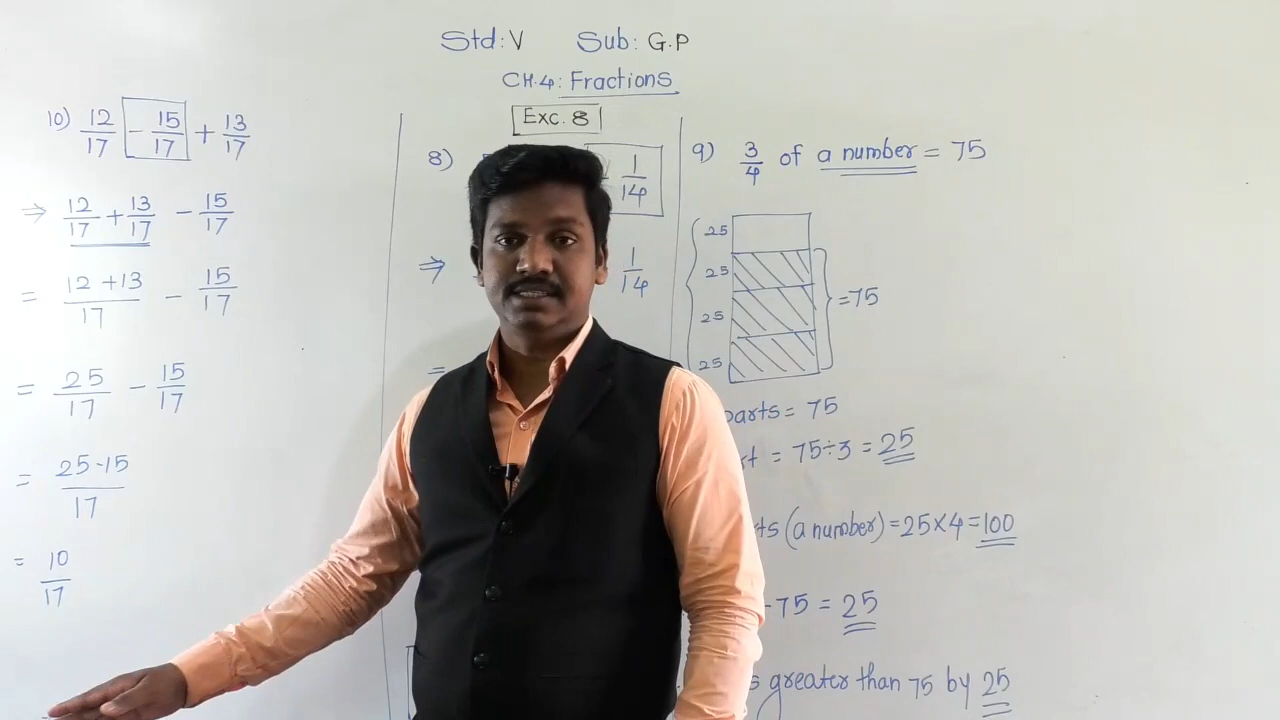 Std: V Sub: G.P
CH.4: Fractions
Exc. 8
10) 12/17 - 15/17 + 13/17
⇒ 12/17 + 13/17 - 15/17
= 12+13/17 - 15/17
= 25/17 - 15/17
= 25-15/17
= 10/17
8) 1/14
⇒ 1/14
=
9) 3/4 of a number = 75
25
25
25
25
=75
parts = 75
= 75÷3 = 25
(a number) = 25×4 = 100
-75 = 25
greater than 75 by 25